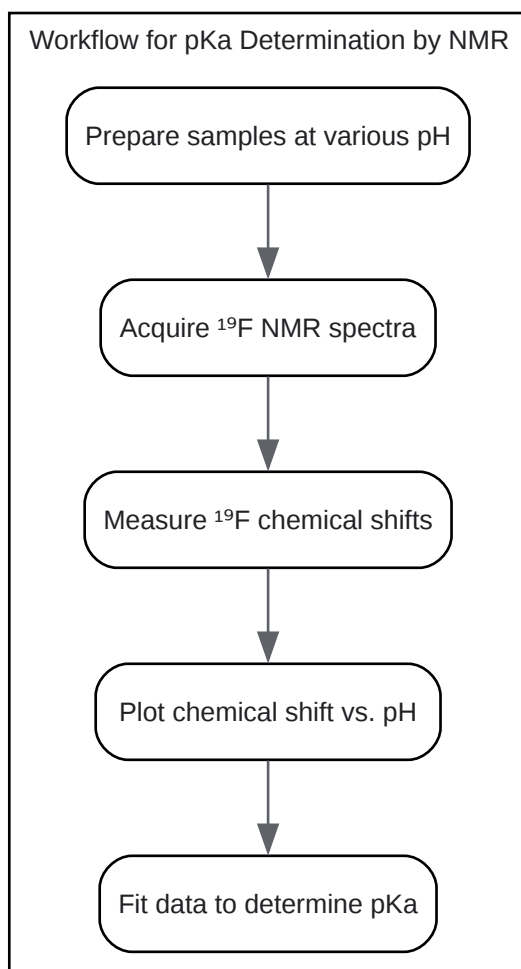 Workflow for pKa Determination by NMR
Prepare samples at various pH
Acquire ¹⁹F NMR spectra
Measure ¹⁹F chemical shifts
Plot chemical shift vs. pH
Fit data to determine pKa